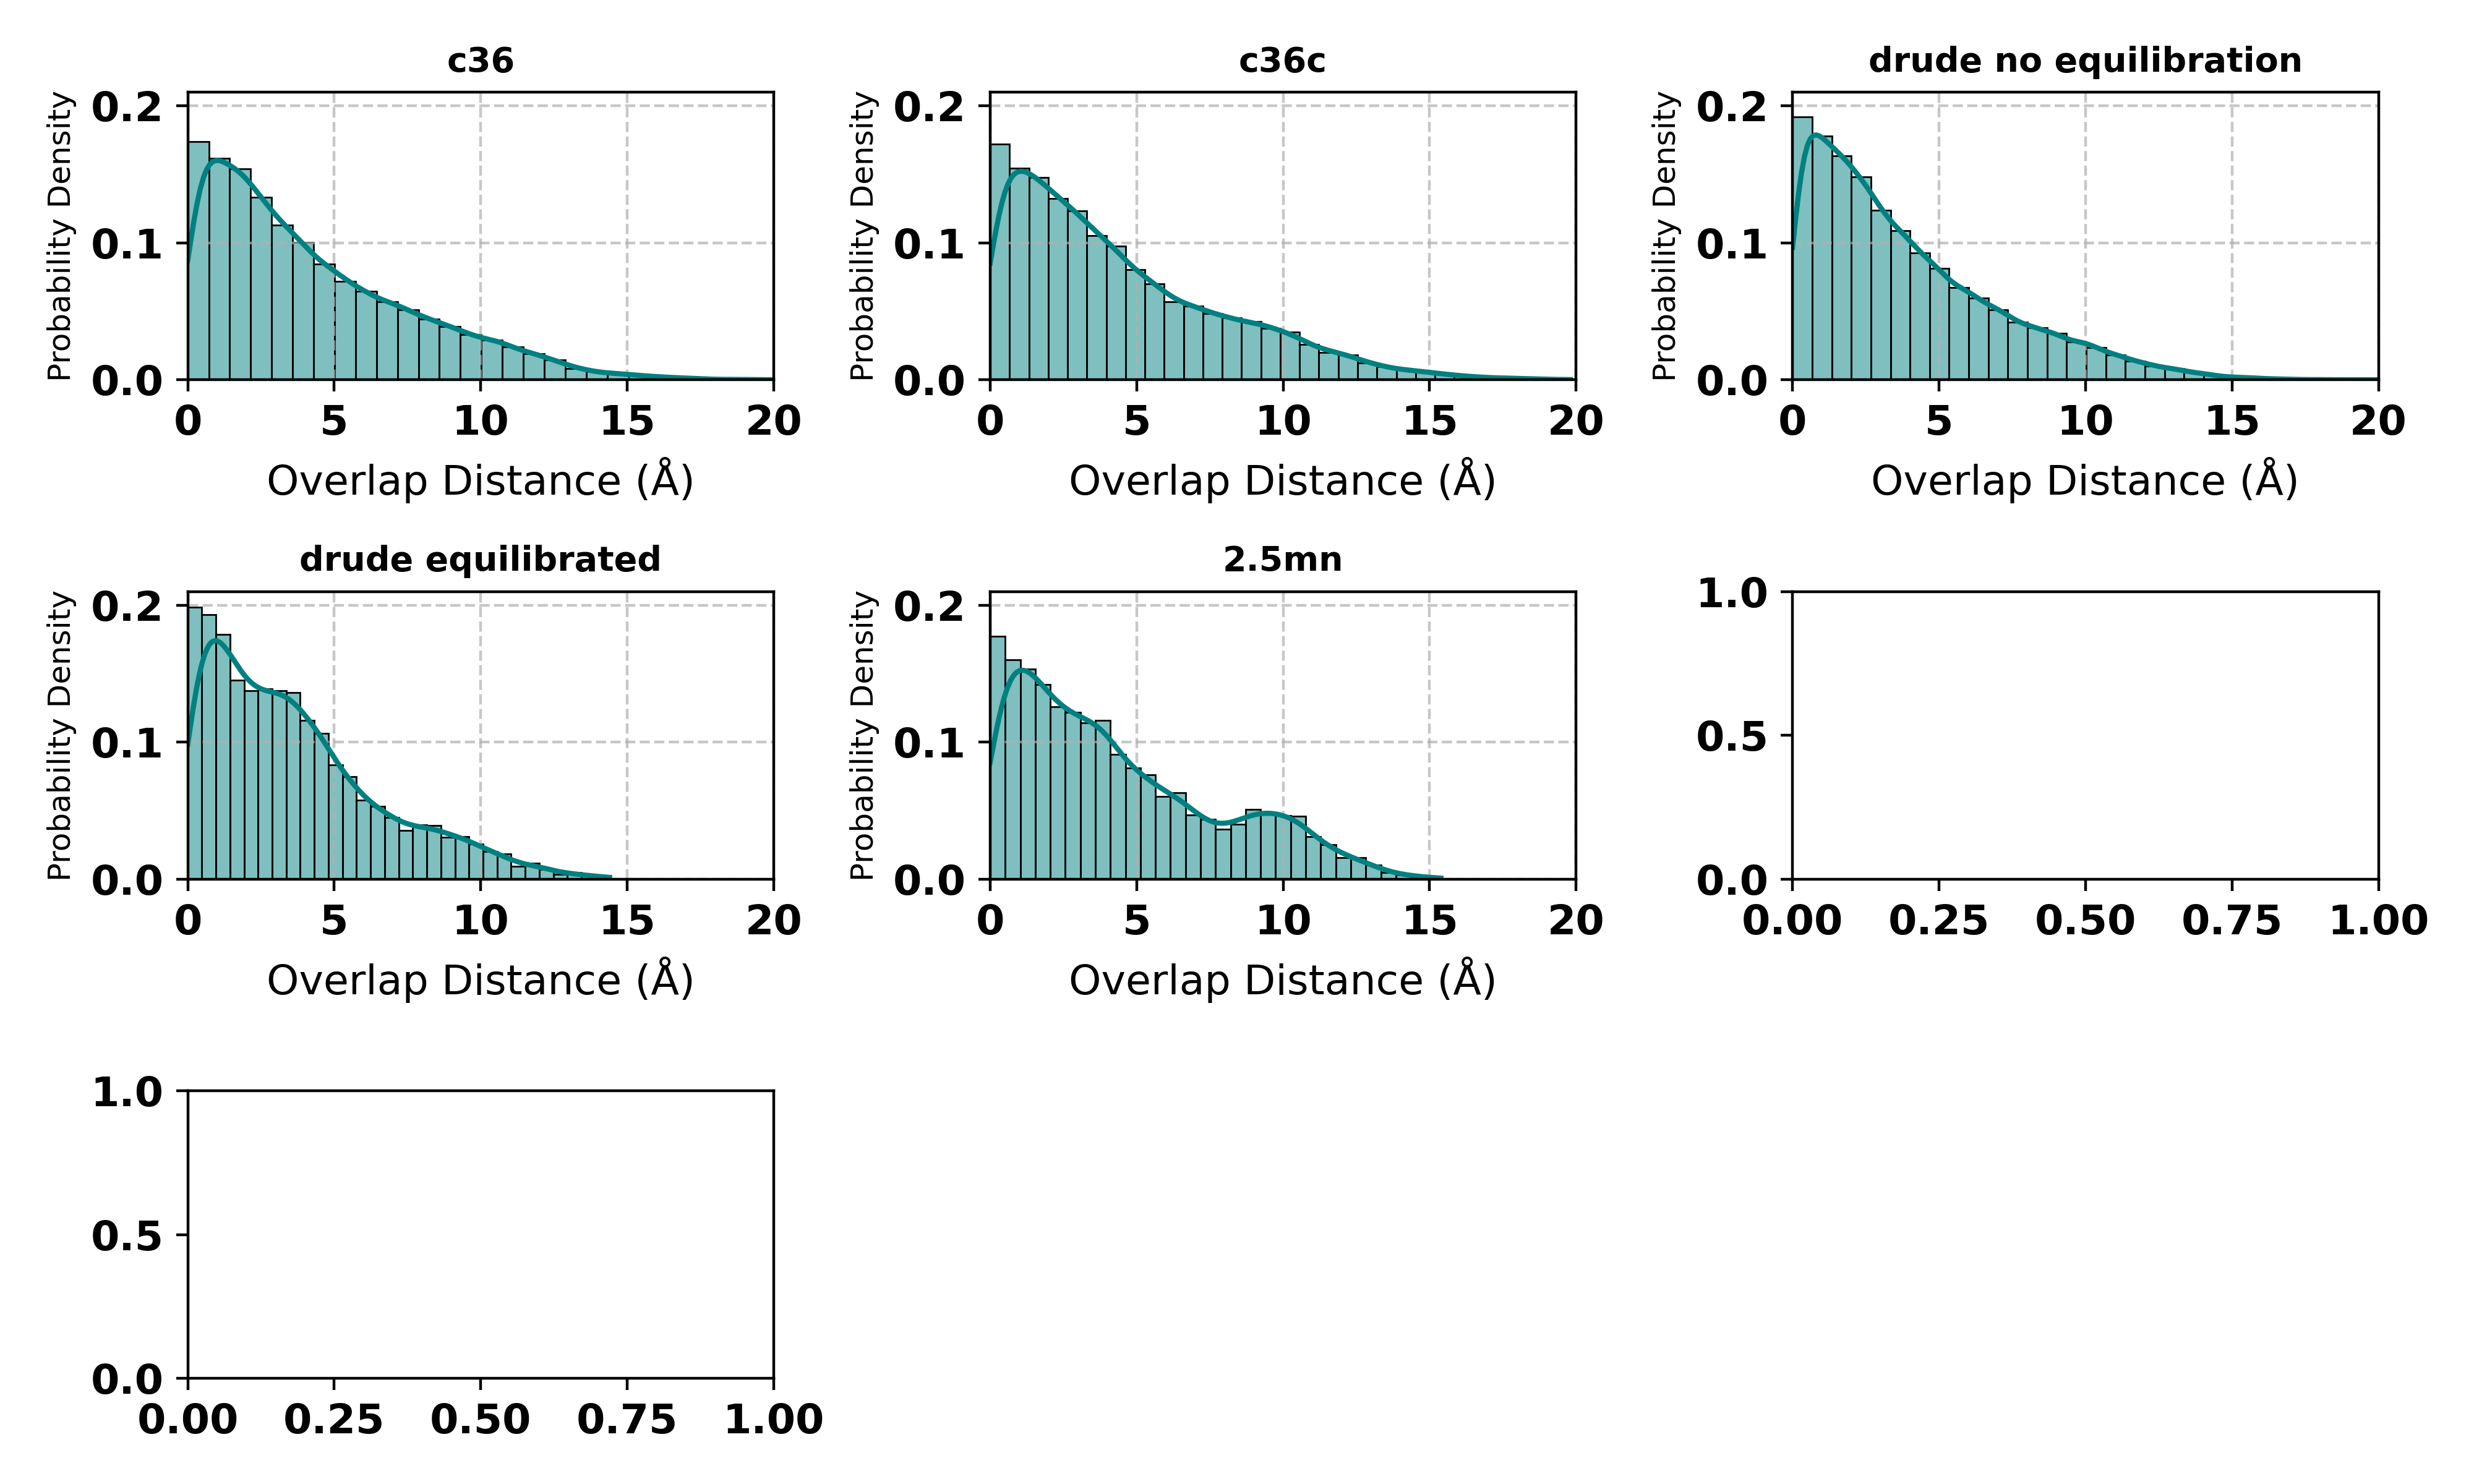 c36
c36c
drude no equilibration
Probability Density
0.2
0.1
0.0
0 5 10 15 20
Overlap Distance (Å)
Probability Density
0.2
0.1
0.0
0 5 10 15 20
Overlap Distance (Å)
Probability Density
0.2
0.1
0.0
0 5 10 15 20
Overlap Distance (Å)
drude equilibrated
2.5mn
Probability Density
0.2
0.1
0.0
0 5 10 15 20
Overlap Distance (Å)
Probability Density
0.2
0.1
0.0
0 5 10 15 20
Overlap Distance (Å)
1.0
0.5
0.0
0.00 0.25 0.50 0.75 1.00
1.0
0.5
0.0
0.00 0.25 0.50 0.75 1.00